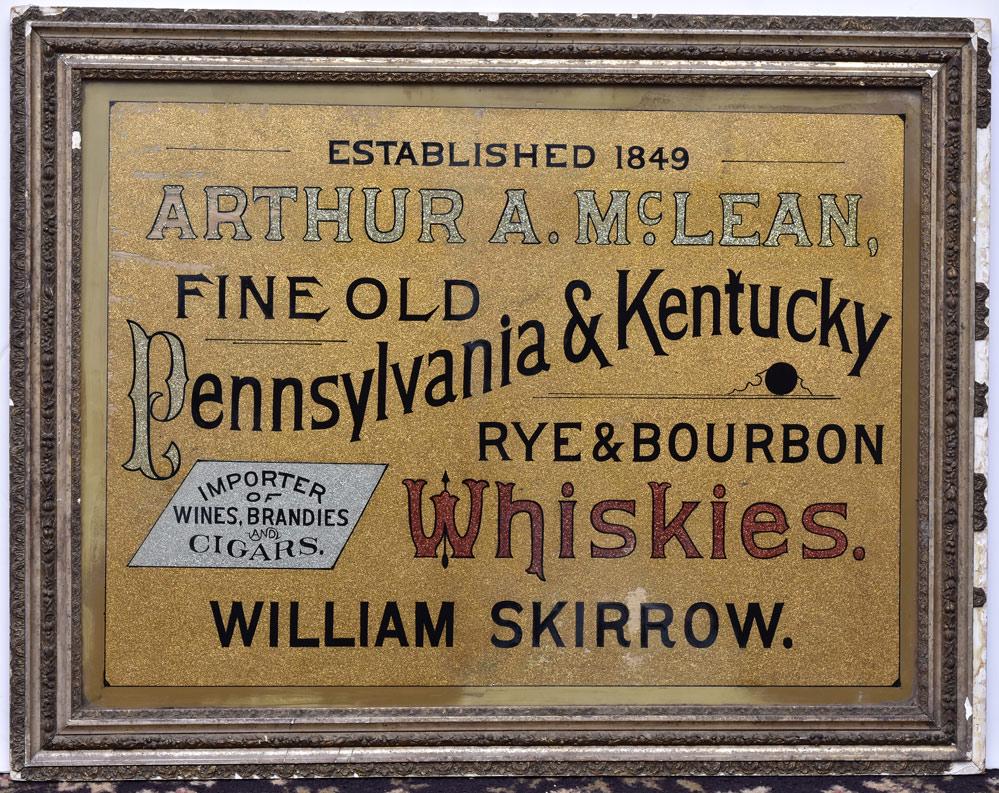 ESTABLISHED 1849
ARTHUR A. McLEAN,
FINE OLD
Pennsylvania & Kentucky
RYE & BOURBON
Whiskies.
IMPORTER
OF
WINES, BRANDIES
AND
CIGARS.
WILLIAM SKIRROW.